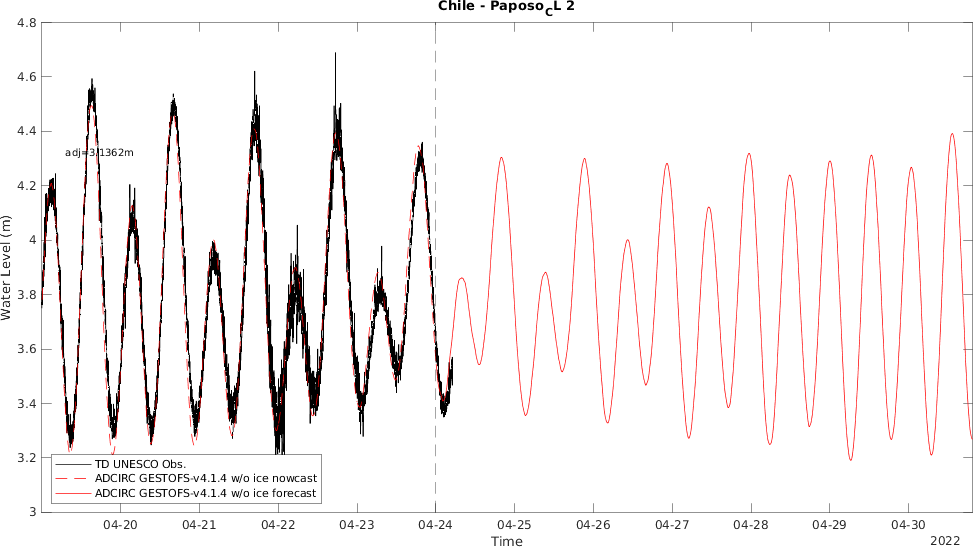 Chile - Paposo_CL 2
4.8
4.6
4.4
4.2
4
3.8
3.6
3.4
3.2
3
Water Level (m)
adj=3.1362m
TD UNESCO Obs.
ADCIRC GESTOFS-v4.1.4 w/o ice nowcast
ADCIRC GESTOFS-v4.1.4 w/o ice forecast
04-20 04-21 04-22 04-23 04-24 04-25 04-26 04-27 04-28 04-29 04-30
Time
2022